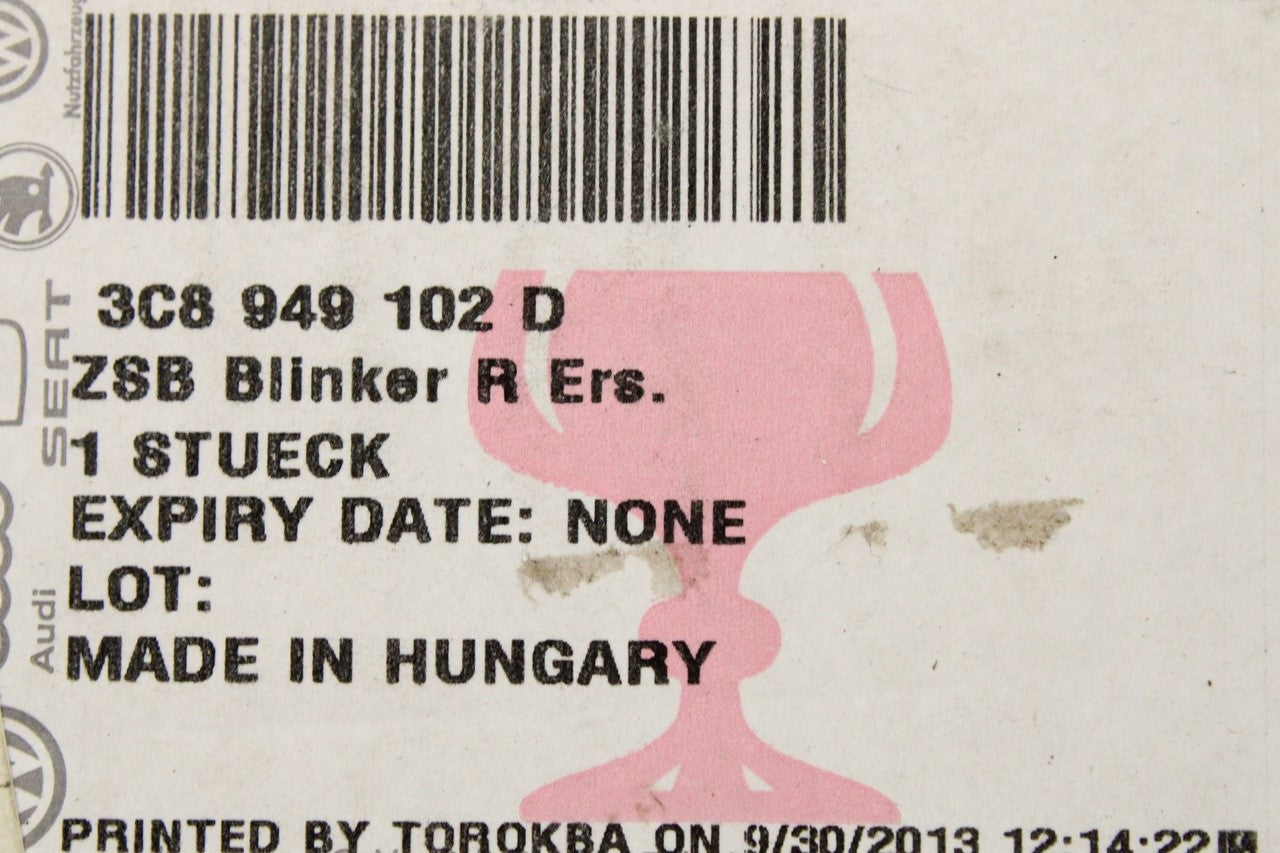 Nutzfahrzeug
3C8 949 102 D
SEAT
ZSB Blinker R Ers.
1 STUECK
EXPIRY DATE: NONE
LOT:
Audi
MADE IN HUNGARY
PRINTED BY TOROKBA ON 9/30/2013 12:14:22